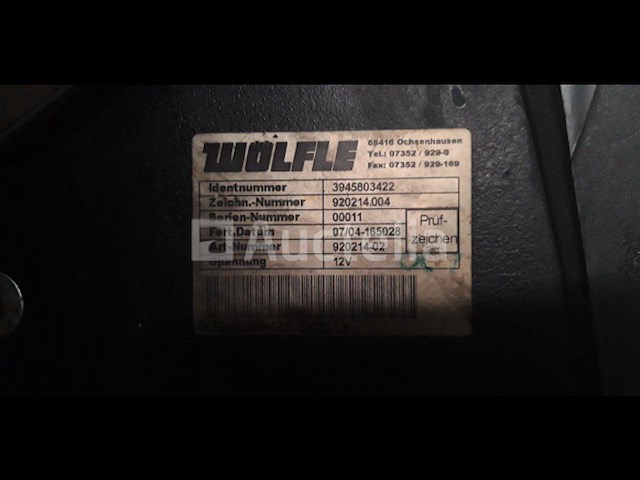 WÖLFLE
88416 Ochsenhausen
Tel.: 07352 / 929-0
Fax: 07352 / 929-169
Identnummer 3945803422
Zeichn.-Nummer 920214.004
Serien-Nummer 00011
Fert.Datum 07/04-165028
Art-Nummer 920214-02
Spannung 12V
Prüf-
zeichen